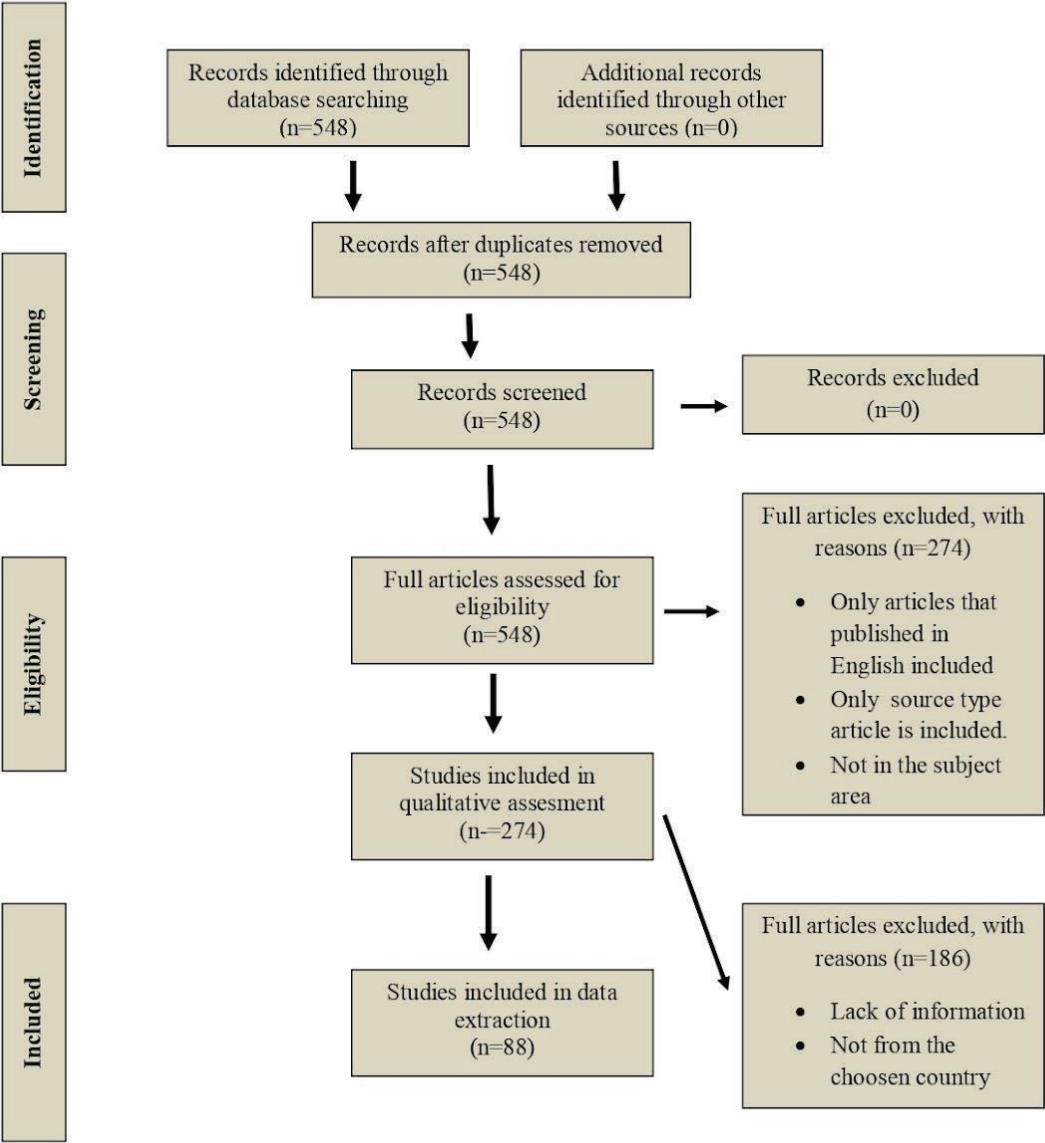 Identification
Records identified through
database searching
(n=548)
Additional records
identified through other
sources (n=0)
Records after duplicates removed
(n=548)
Screening
Records screened
(n=548)
Records excluded
(n=0)
Eligibility
Full articles assessed for
eligibility
(n=548)
Full articles excluded, with
reasons (n=274)
• Only articles that
published in
English included
• Only source type
article is included.
• Not in the subject
area
Studies included in
qualitative assesment
(n-=274)
Included
Studies included in data
extraction
(n=88)
Full articles excluded, with
reasons (n=186)
• Lack of information
• Not from the
choosen country